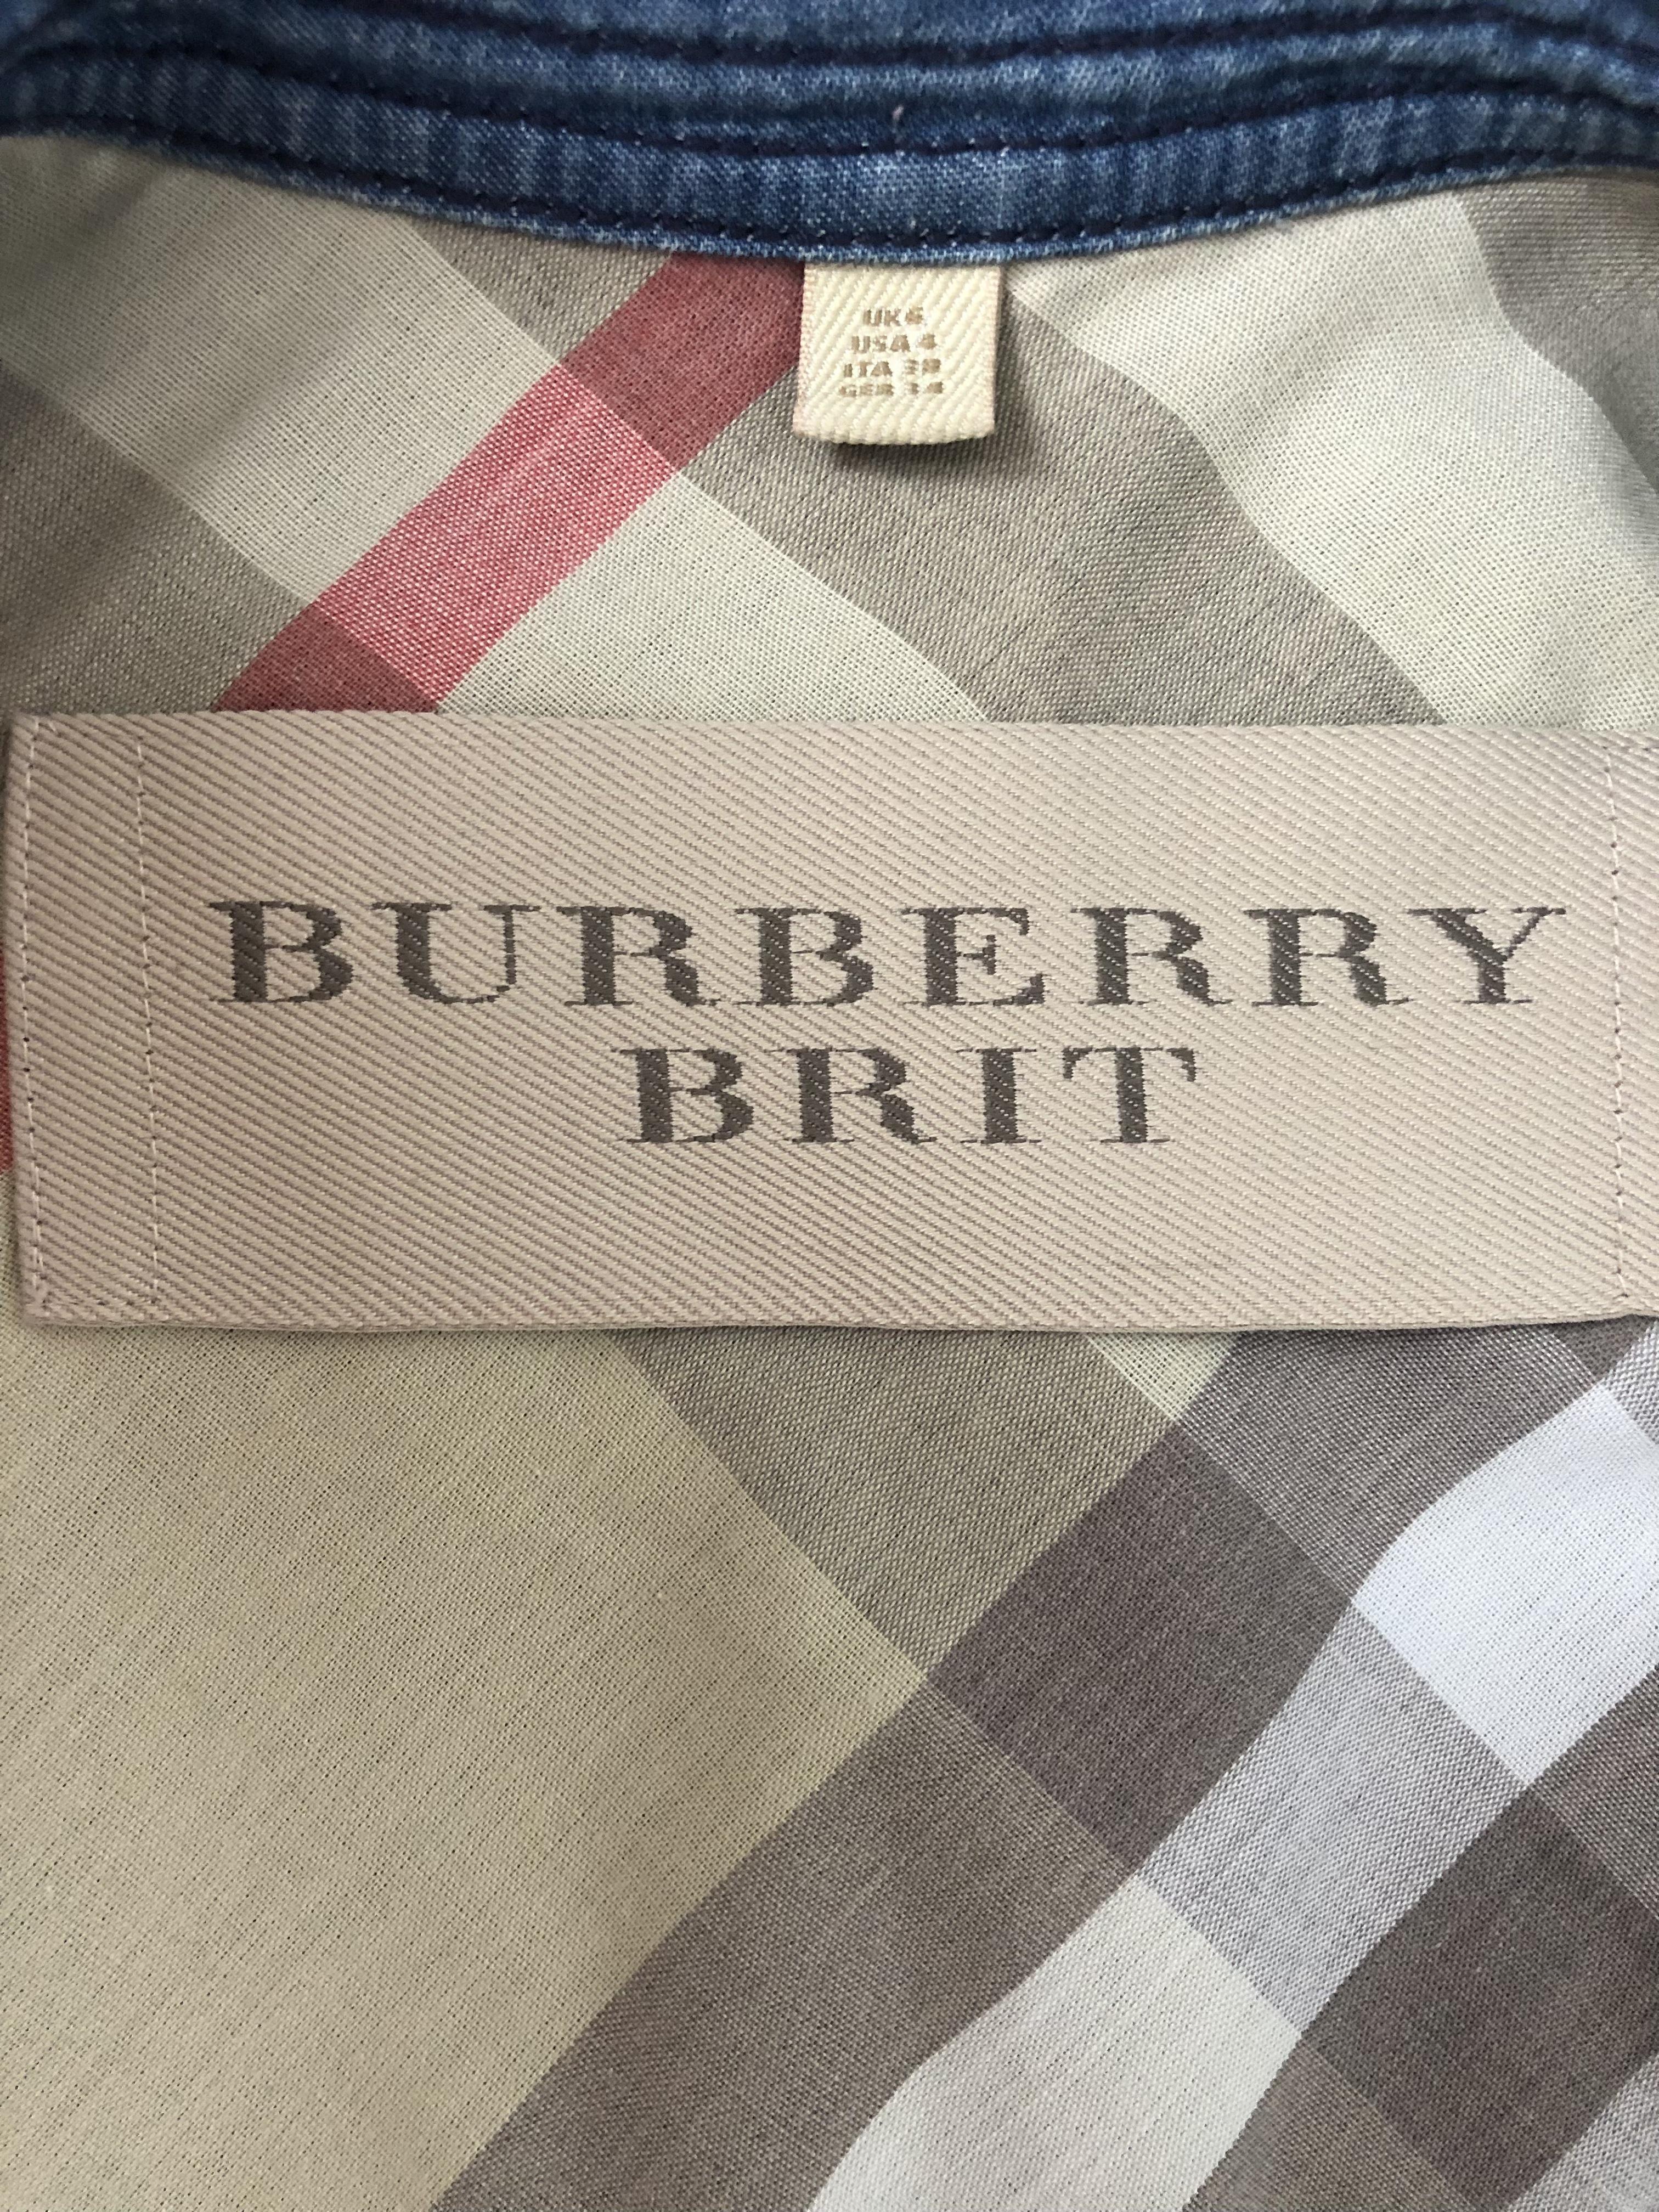 UK 6
USA 4
ITA 38
GER 34
BURBERRY
BRIT